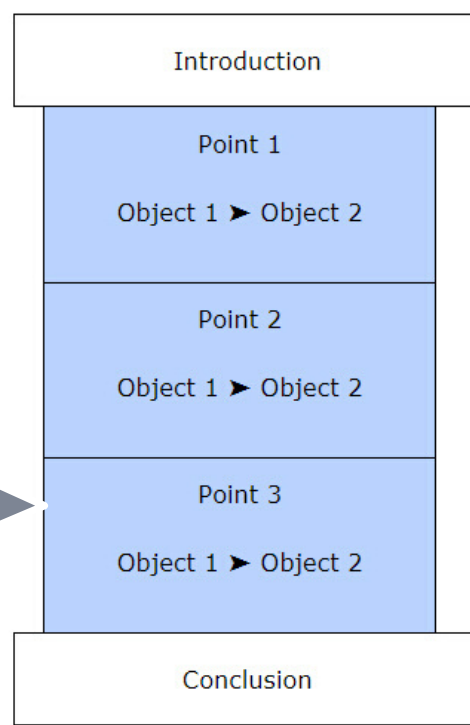 Introduction
Point 1
Object 1 ➤ Object 2
Point 2
Object 1 ➤ Object 2
Point 3
Object 1 ➤ Object 2
Conclusion